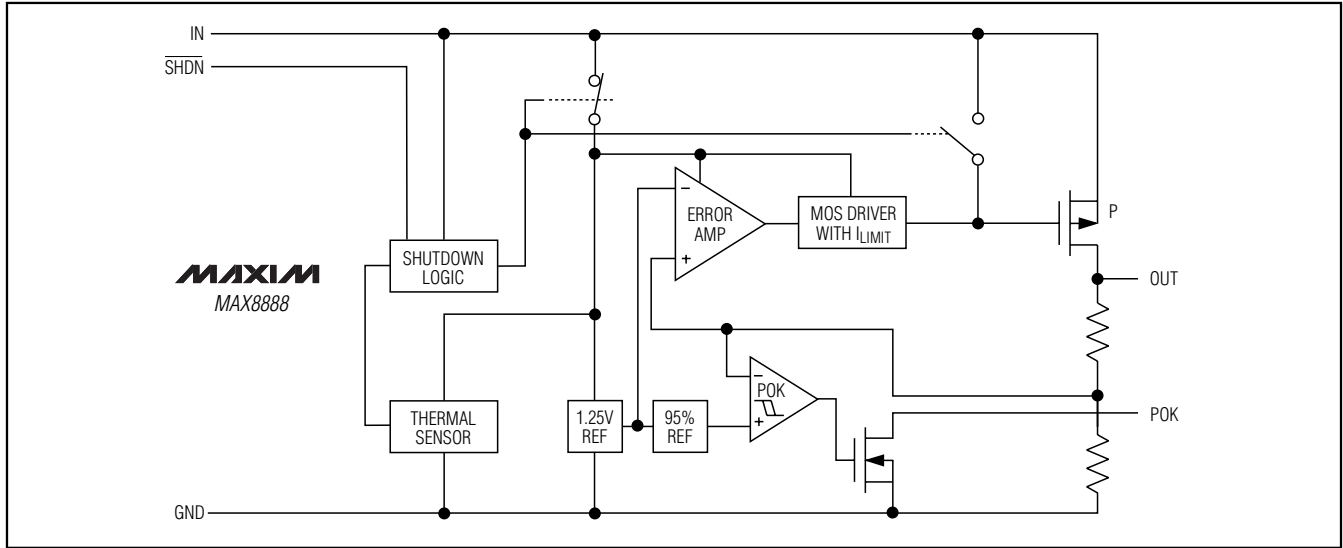 IN
SHDN
−
ERROR
AMP
+
MOS DRIVER
WITH ILIMIT
P
SHUTDOWN
LOGIC
MAXIM
MAX8888
OUT
THERMAL
SENSOR
1.25V
REF
95%
REF
−
POK
+
POK
GND